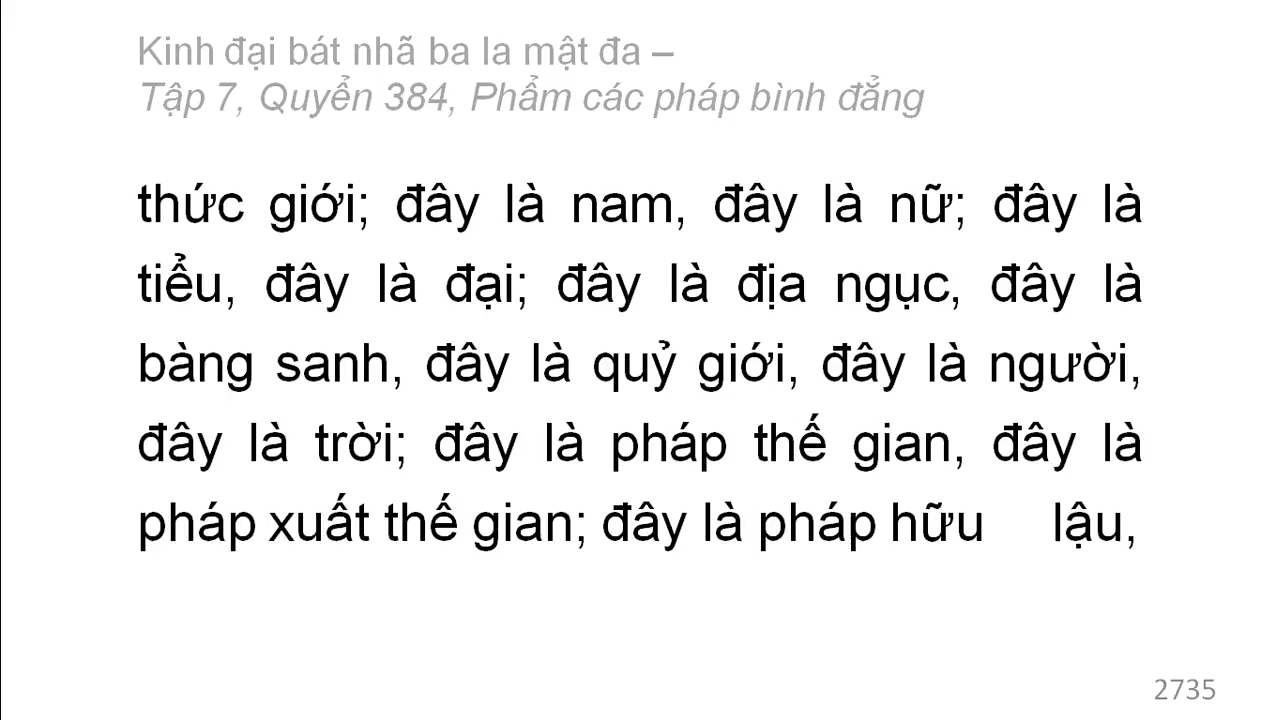 Kinh đại bát nhã ba la mật đa –
Tập 7, Quyển 384, Phẩm các pháp bình đẳng
thức giới; đây là nam, đây là nữ; đây là
tiểu, đây là đại; đây là địa ngục, đây là
bàng sanh, đây là quỷ giới, đây là người,
đây là trời; đây là pháp thế gian, đây là
pháp xuất thế gian; đây là pháp hữu lậu,
2735